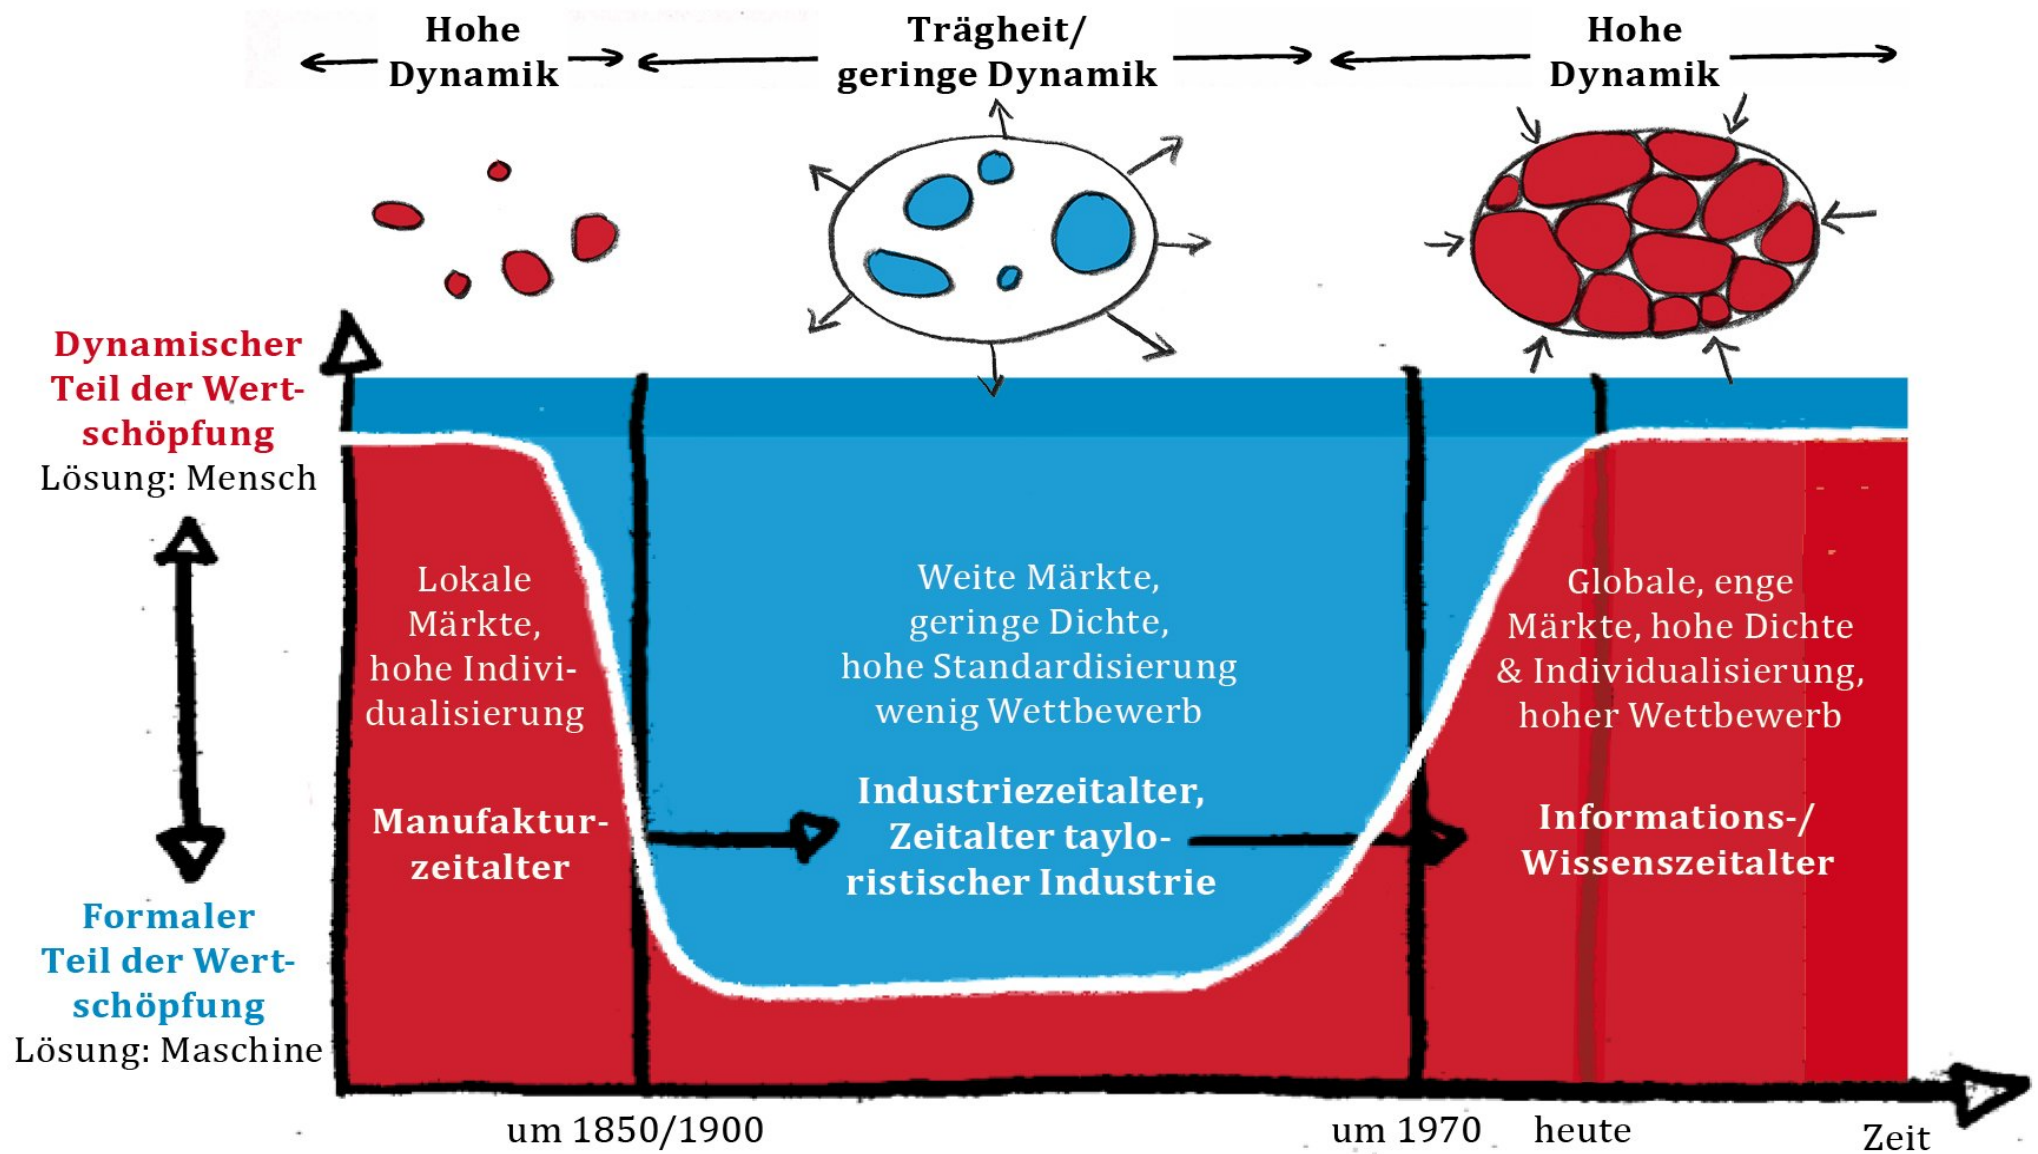 Hohe
Dynamik
Trägheit/
geringe Dynamik
Hohe
Dynamik
Dynamischer
Teil der Wert-
schöpfung
Lösung: Mensch
Formaler
Teil der Wert-
schöpfung
Lösung: Maschine
Lokale
Märkte,
hohe Indivi-
dualisierung
Manufaktur-
zeitalter
Weite Märkte,
geringe Dichte,
hohe Standardisierung
wenig Wettbewerb
Industriezeitalter,
Zeitalter taylo-
ristischer Industrie
Globale, enge
Märkte, hohe Dichte
& Individualisierung,
hoher Wettbewerb
Informations-/
Wissenszeitalter
um 1850/1900
um 1970
heute
Zeit